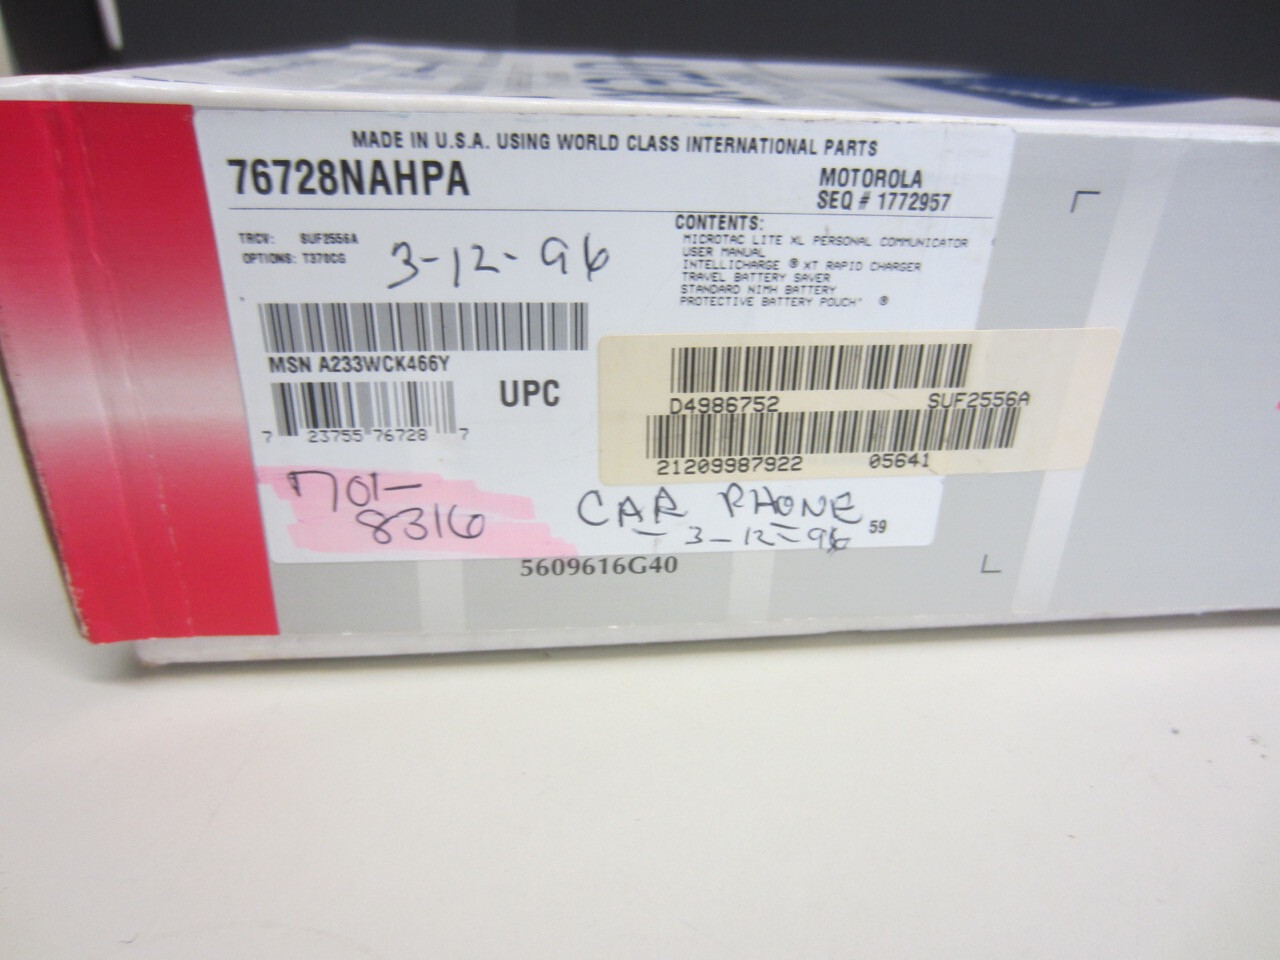 MADE IN U.S.A. USING WORLD CLASS INTERNATIONAL PARTS
76728NAHPA
MOTOROLA
SEQ # 1772957
TRCV: SUF2556A
OPTIONS: T370CG
3-12-96
CONTENTS:
MICROTAC LITE XL PERSONAL COMMUNICATOR
USER MANUAL
INTELLICHARGE ® XT RAPID CHARGER
TRAVEL BATTERY SAVER
STANDARD NIMH BATTERY
PROTECTIVE BATTERY POUCH" ®
MSN A233WCK466Y
UPC
7 23755 76728 7
D4986752 SUF2556A
21209987922 05641
701-
8316
CAR PHONE
3-12-96
59
5609616G40